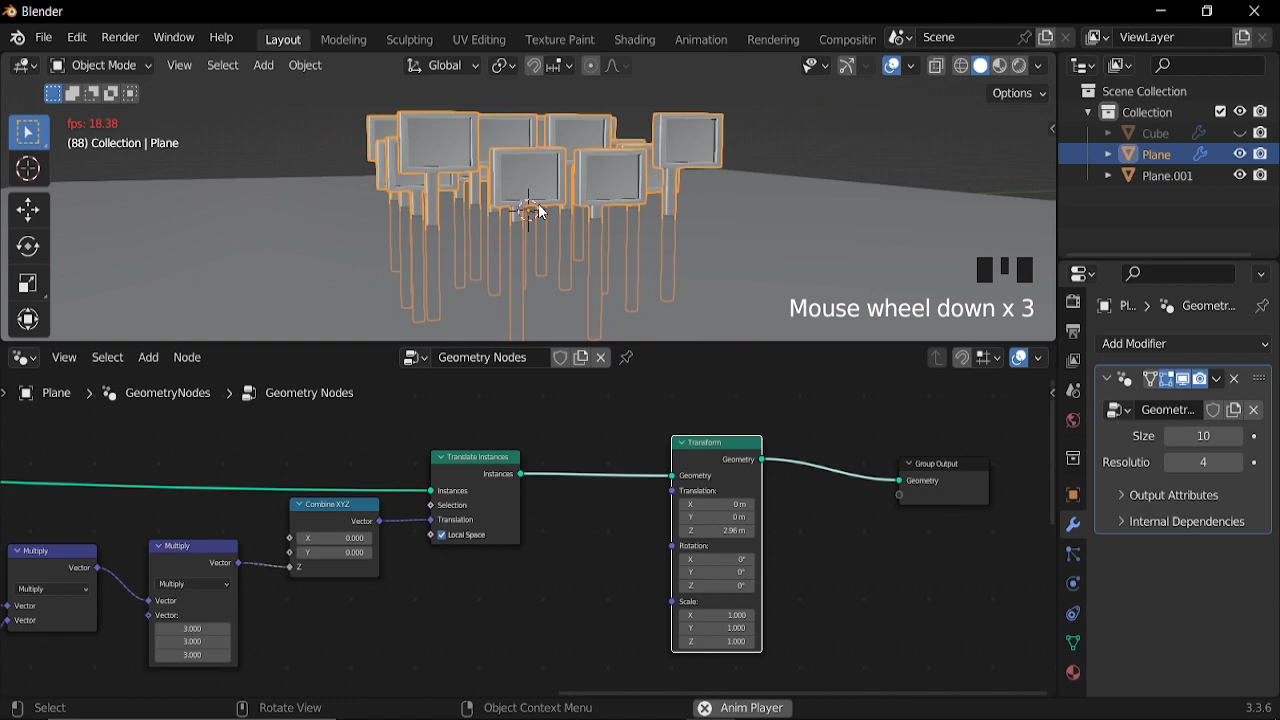 Blender
File Edit Render Window Help Layout Modeling Sculpting UV Editing Texture Paint Shading Animation Rendering Compositin Scene ViewLayer
Object Mode View Select Add Object Global
Options
fps: 18.38
(88) Collection | Plane
Mouse wheel down x 3
Scene Collection
Collection
Cube
Plane
Plane.001
View Select Add Node Geometry Nodes
Plane GeometryNodes Geometry Nodes
Multiply
Vector
Multiply
Vector
Vector
Multiply
Vector
Multiply
Vector
Vector:
3.000
3.000
3.000
Combine XYZ
Vector
X 0.000
Y 0.000
Z
Translate Instances
Instances
Instances
Selection
Translation
Local Space
Transform
Geometry
Geometry
Translation:
X 0 m
Y 0 m
Z 2.96 m
Rotation:
X 0°
Y 0°
Z 0°
Scale:
X 1.000
Y 1.000
Z 1.000
Group Output
Geometry
Pl... Geometr...
Add Modifier
Geometr...
Size 10
Resolutio 4
Output Attributes
Internal Dependencies
Select Rotate View Object Context Menu Anim Player 3.3.6